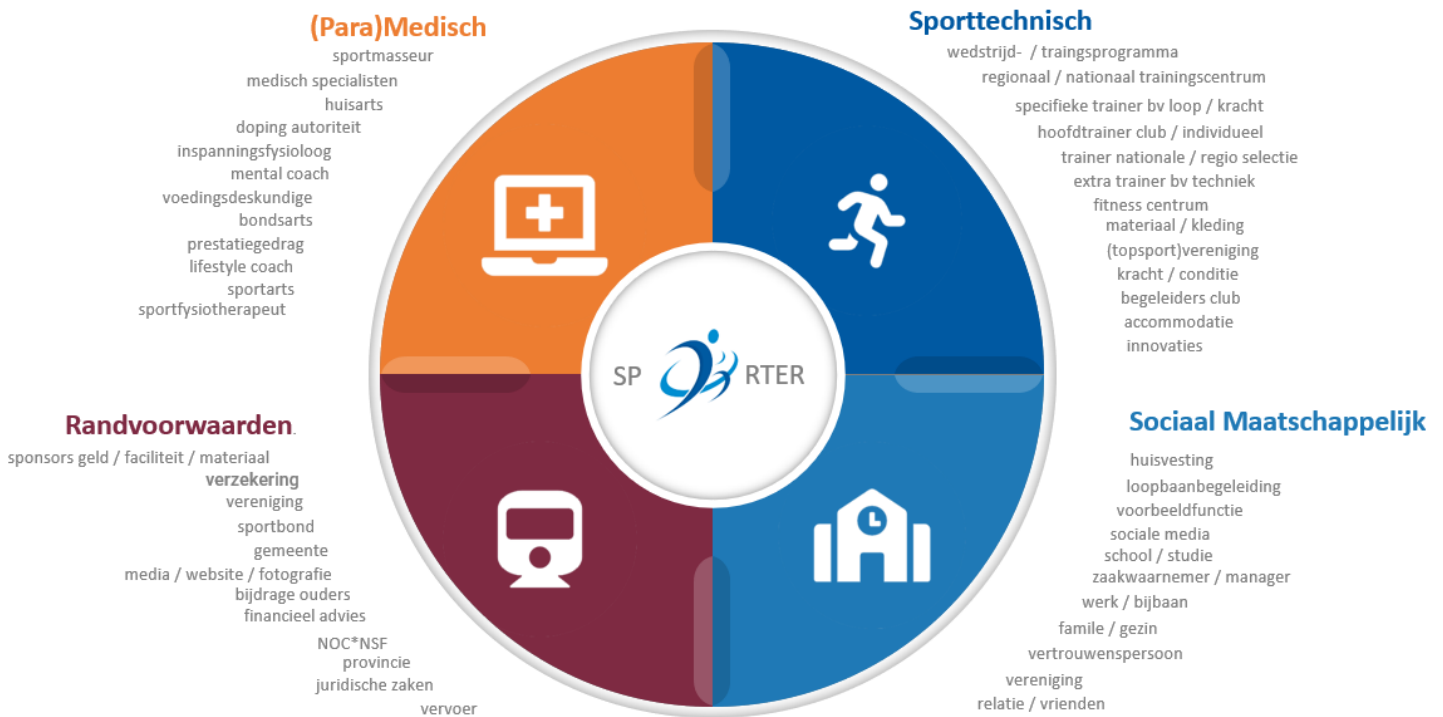 (Para)Medisch
sportmasseur
medisch specialisten
huisarts
doping autoriteit
inspanningsfysioloog
mental coach
voedingsdeskundige
bondsarts
prestatiegedrag
lifestyle coach
sportarts
sportfysiotherapeut
Sporttechnisch
wedstrijd- / traingsprogramma
regionaal / nationaal trainingscentrum
specifieke trainer bv loop / kracht
hoofdtrainer club / individueel
trainer nationale / regio selectie
extra trainer bv techniek
fitness centrum
materiaal / kleding
(topsport)vereniging
kracht / conditie
begeleiders club
accommodatie
innovaties
SP RTER
Randvoorwaarden.
sponsors geld / faciliteit / materiaal
verzekering
vereniging
sportbond
gemeente
media / website / fotografie
bijdrage ouders
financieel advies
NOC*NSF
provincie
juridische zaken
vervoer
Sociaal Maatschappelijk
huisvesting
loopbaanbegeleiding
voorbeeldfunctie
sociale media
school / studie
zaakwaarnemer / manager
werk / bijbaan
famile / gezin
vertrouwenspersoon
vereniging
relatie / vrienden